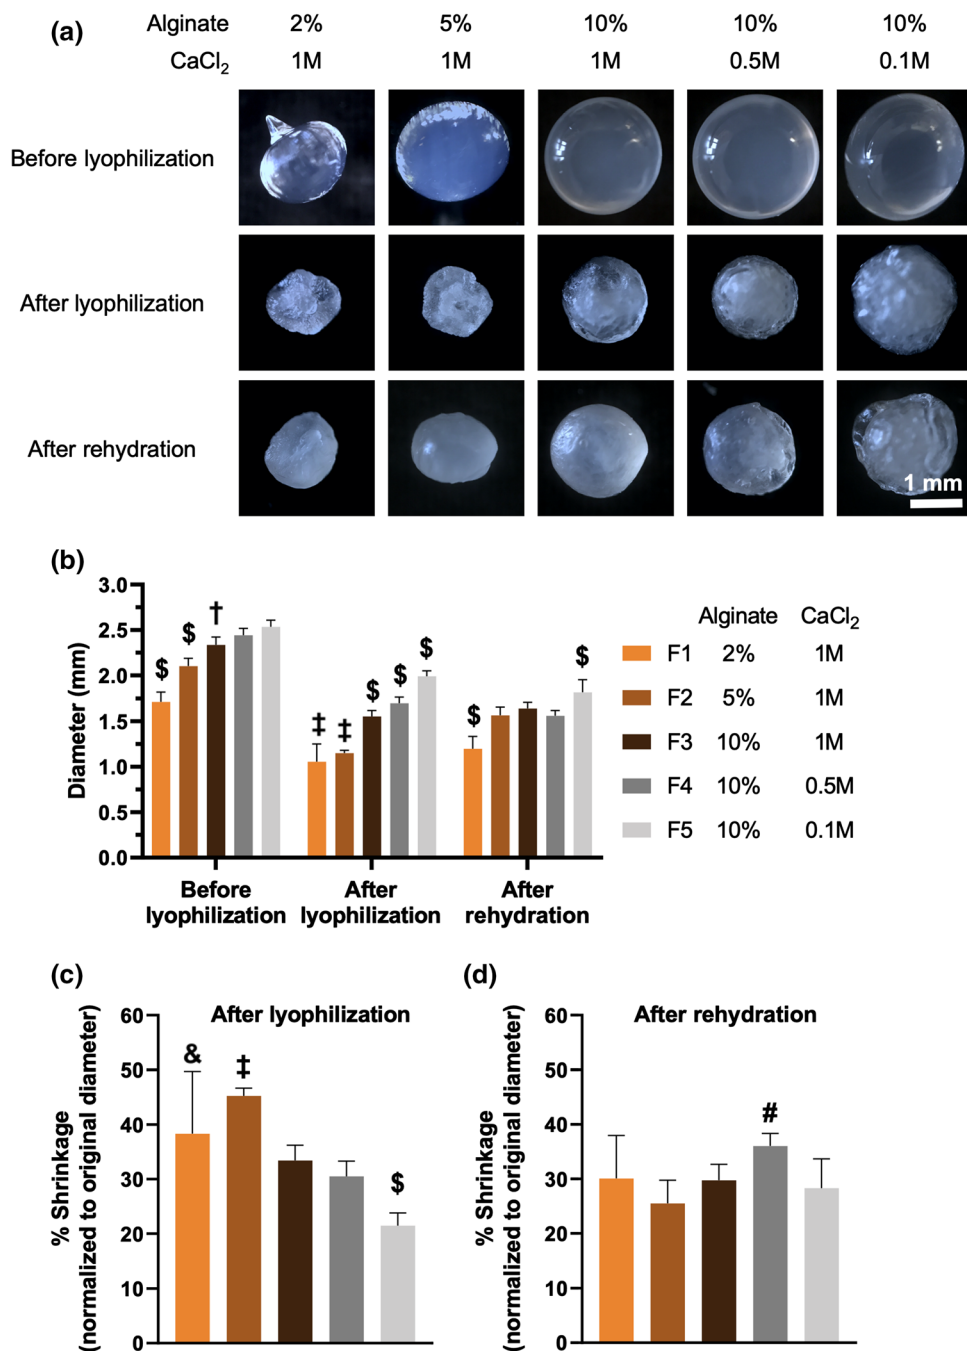 (a)
Alginate 2% 5% 10% 10% 10%
CaCl₂ 1M 1M 1M 0.5M 0.1M
Before lyophilization
After lyophilization
After rehydration
1 mm
(b)
3.0
2.5
2.0
1.5
1.0
0.5
0.0
Diameter (mm)
$ $ †
‡ ‡ $ $ $
$ $
Before lyophilization
After lyophilization
After rehydration
Alginate CaCl₂
F1 2% 1M
F2 5% 1M
F3 10% 1M
F4 10% 0.5M
F5 10% 0.1M
(c)
After lyophilization
% Shrinkage
(normalized to original diameter)
60
50
40
30
20
10
0
& ‡ $
(d)
After rehydration
% Shrinkage
(normalized to original diameter)
60
50
40
30
20
10
0
#